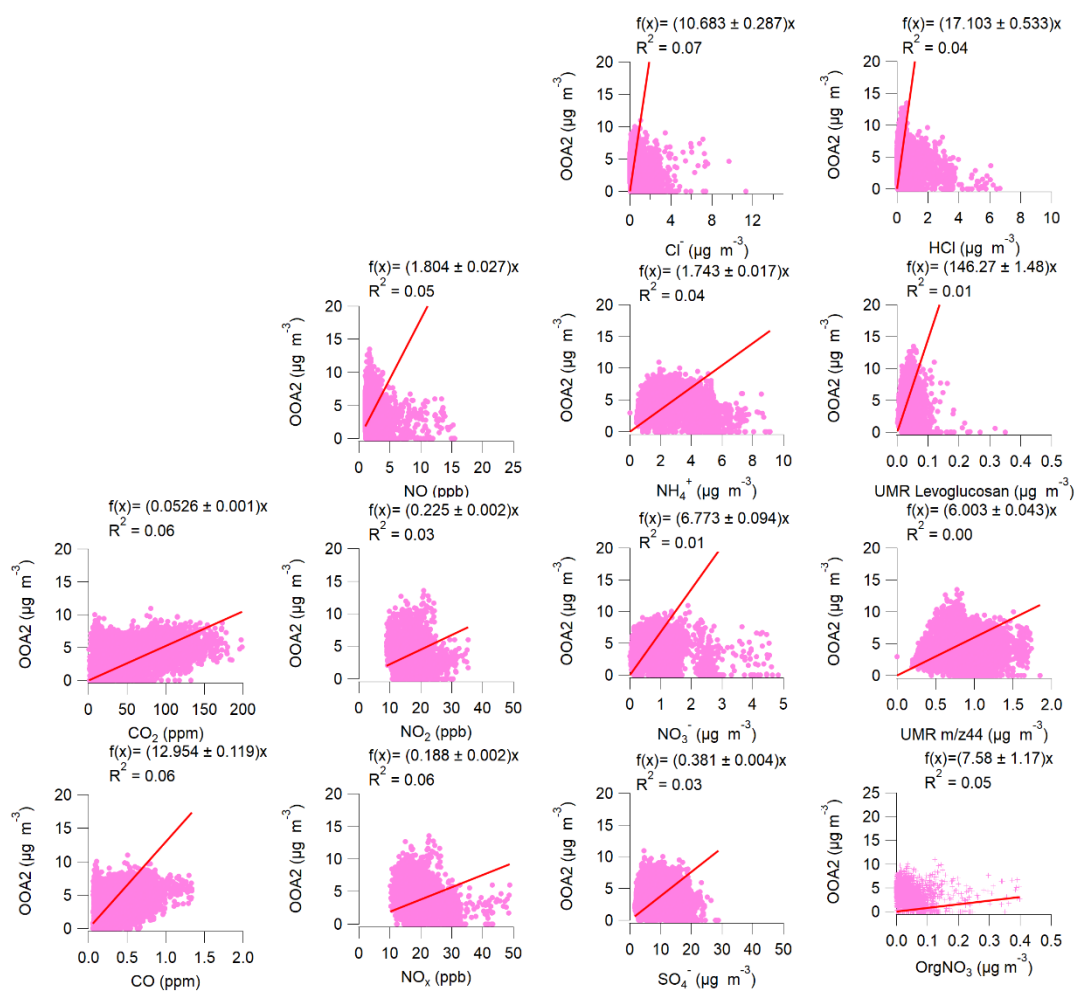 f(x)= (10.683 ± 0.287)x
R² = 0.07
OOA2 (µg m⁻³)
20
15
10
5
0
0 4 8 12
Cl⁻ (µg m⁻³)
f(x)= (17.103 ± 0.533)x
R² = 0.04
OOA2 (µg m⁻³)
20
15
10
5
0
0 2 4 6 8 10
HCl (µg m⁻³)
f(x)= (1.804 ± 0.027)x
R² = 0.05
OOA2 (µg m⁻³)
20
15
10
5
0
0 5 10 15 20 25
NO (ppb)
f(x)= (1.743 ± 0.017)x
R² = 0.04
OOA2 (µg m⁻³)
20
15
10
5
0
0 2 4 6 8 10
NH₄⁺ (µg m⁻³)
f(x)= (146.27 ± 1.48)x
R² = 0.01
OOA2 (µg m⁻³)
20
15
10
5
0
0.0 0.1 0.2 0.3 0.4 0.5
UMR Levoglucosan (µg m⁻³)
f(x)= (0.0526 ± 0.001)x
R² = 0.06
OOA2 (µg m⁻³)
20
15
10
5
0
0 50 100 150 200
CO₂ (ppm)
f(x)= (0.225 ± 0.002)x
R² = 0.03
OOA2 (µg m⁻³)
20
15
10
5
0
0 10 20 30 40 50
NO₂ (ppb)
f(x)= (6.773 ± 0.094)x
R² = 0.01
OOA2 (µg m⁻³)
20
15
10
5
0
0 1 2 3 4 5
NO₃⁻ (µg m⁻³)
f(x)= (6.003 ± 0.043)x
R² = 0.00
OOA2 (µg m⁻³)
20
15
10
5
0
0.0 0.5 1.0 1.5 2.0
UMR m/z44 (µg m⁻³)
f(x)= (12.954 ± 0.119)x
R² = 0.06
OOA2 (µg m⁻³)
20
15
10
5
0
0.0 0.5 1.0 1.5 2.0
CO (ppm)
f(x)= (0.188 ± 0.002)x
R² = 0.06
OOA2 (µg m⁻³)
20
15
10
5
0
0 10 20 30 40 50
NOₓ (ppb)
f(x)= (0.381 ± 0.004)x
R² = 0.03
OOA2 (µg m⁻³)
20
15
10
5
0
0 10 20 30 40 50
SO₄⁻ (µg m⁻³)
f(x)=(7.58 ± 1.17)x
R² = 0.05
OOA2 (µg m⁻³)
25
20
15
10
5
0
0.0 0.1 0.2 0.3 0.4 0.5
OrgNO₃ (µg m⁻³)